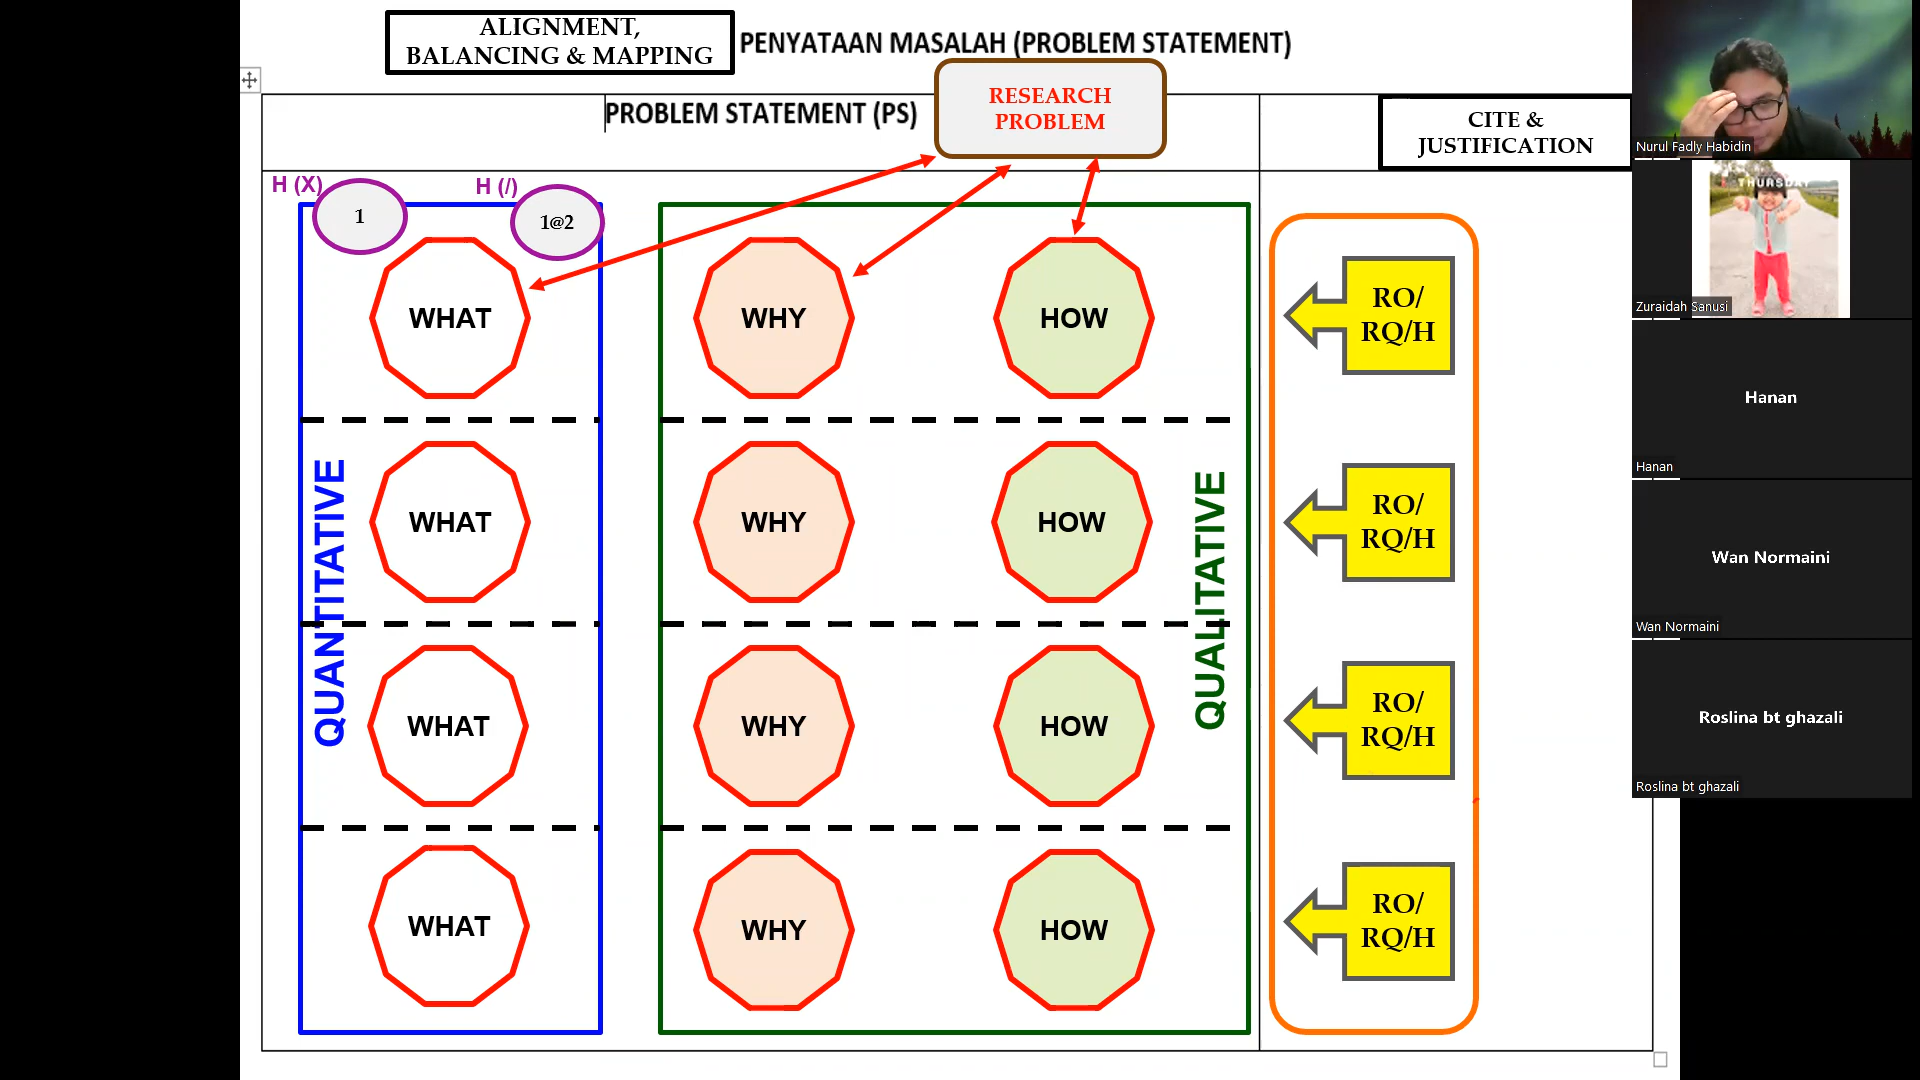 ALIGNMENT,
BALANCING & MAPPING
PENYATAAN MASALAH (PROBLEM STATEMENT)
PROBLEM STATEMENT (PS)
RESEARCH
PROBLEM
CITE &
JUSTIFICATION
H (X)
1
H (/)
1@2
WHAT
WHY
HOW
RO/
RQ/H
WHAT
WHY
HOW
RO/
RQ/H
QUANTITATIVE
QUALITATIVE
WHAT
WHY
HOW
RO/
RQ/H
WHAT
WHY
HOW
RO/
RQ/H
Nurul Fadly Habidin
THURSDAY
Zuraidah Sanusi
Hanan
Hanan
Wan Normaini
Wan Normaini
Roslina bt ghazali
Roslina bt ghazali